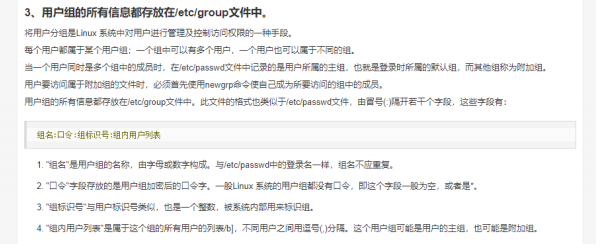 3、用户组的所有信息都存放在/etc/group文件中。
将用户分组是Linux 系统中对用户进行管理及控制访问权限的一种手段。
每个用户都属于某个用户组；一个组中可以有多个用户，一个用户也可以属于不同的组。
当一个用户同时是多个组中的成员时，在/etc/passwd文件中记录的是用户所属的主组，也就是登录时所属的默认组，而其他组称为附加组。
用户要访问属于附加组的文件时，必须首先使用newgrp命令使自己成为所要访问的组中的成员。
用户组的所有信息都存放在/etc/group文件中。此文件的格式也类似于/etc/passwd文件，由冒号(:)隔开若干个字段，这些字段有：
组名:口令:组标识号:组内用户列表
1. "组名"是用户组的名称，由字母或数字构成。与/etc/passwd中的登录名一样，组名不应重复。
2. "口令"字段存放的是用户组加密后的口令字。一般Linux 系统的用户组都没有口令，即这个字段一般为空，或者是*。
3. "组标识号"与用户标识号类似，也是一个整数，被系统内部用来标识组。
4. "组内用户列表"是属于这个组的所有用户的列表/b]，不同用户之间用逗号(,)分隔。这个用户组可能是用户的主组，也可能是附加组。